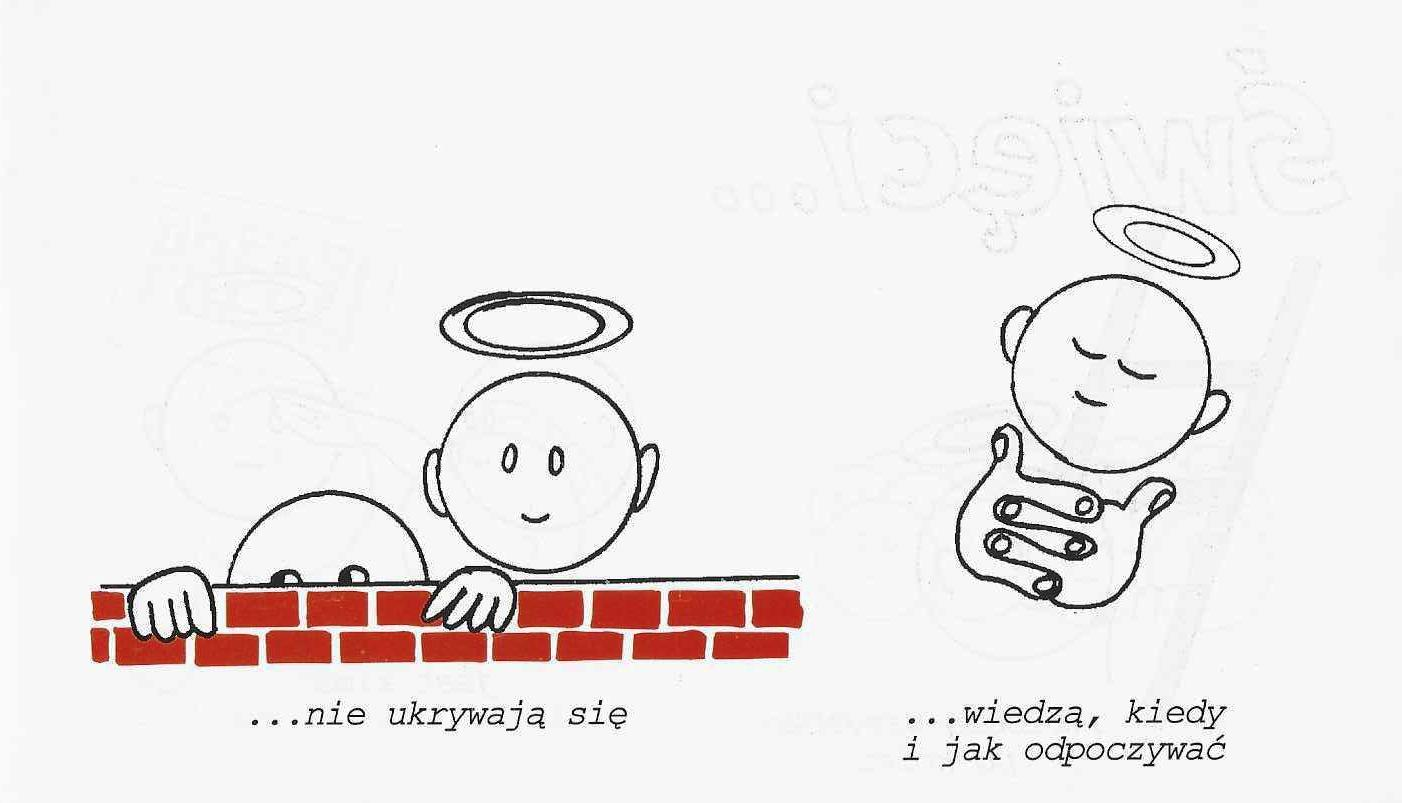 Święci...
...nie ukrywają się
...wiedzą, kiedy
i jak odpoczywać